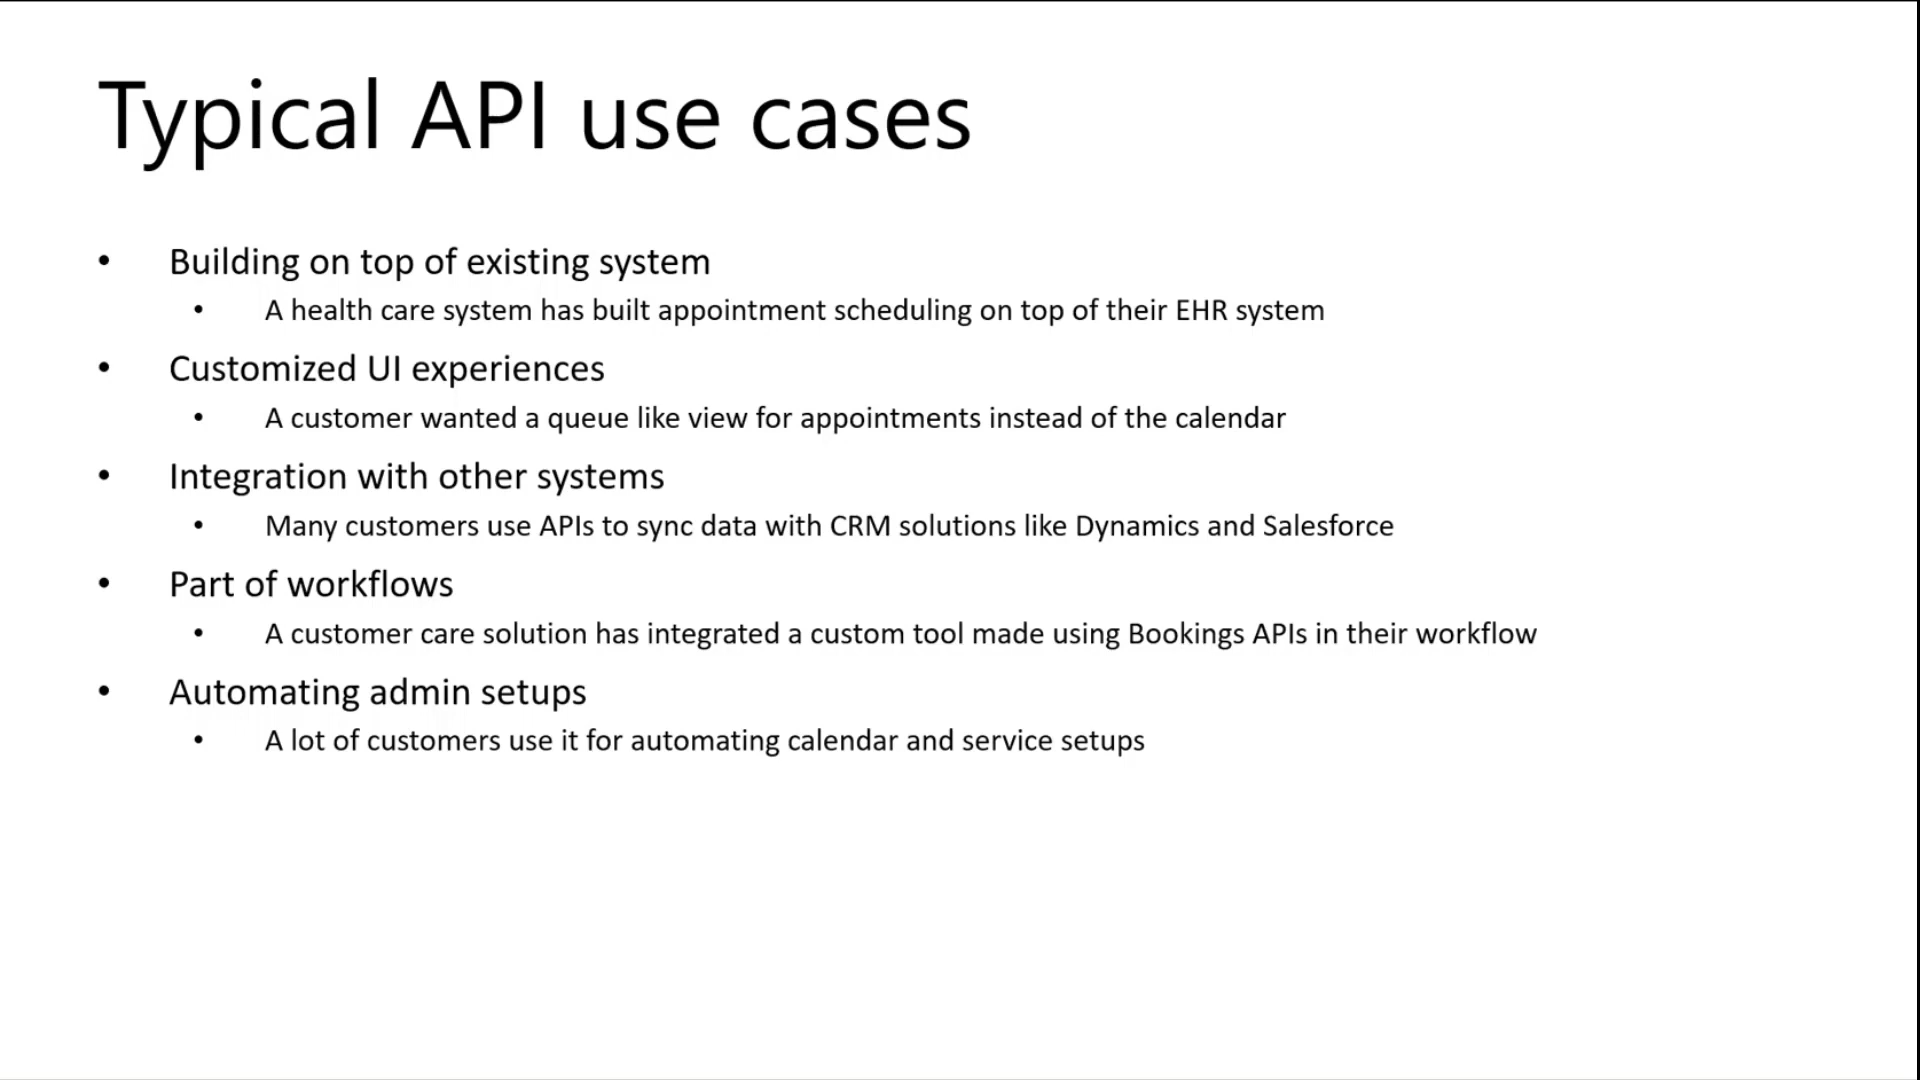 Typical API use cases
• Building on top of existing system
• A health care system has built appointment scheduling on top of their EHR system
• Customized UI experiences
• A customer wanted a queue like view for appointments instead of the calendar
• Integration with other systems
• Many customers use APIs to sync data with CRM solutions like Dynamics and Salesforce
• Part of workflows
• A customer care solution has integrated a custom tool made using Bookings APIs in their workflow
• Automating admin setups
• A lot of customers use it for automating calendar and service setups